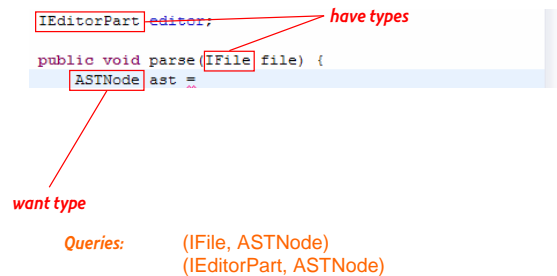 have types
IEditorPart editor;
public void parse(IFile file) {
ASTNode ast =
want type
Queries: (IFile, ASTNode)
(IEditorPart, ASTNode)